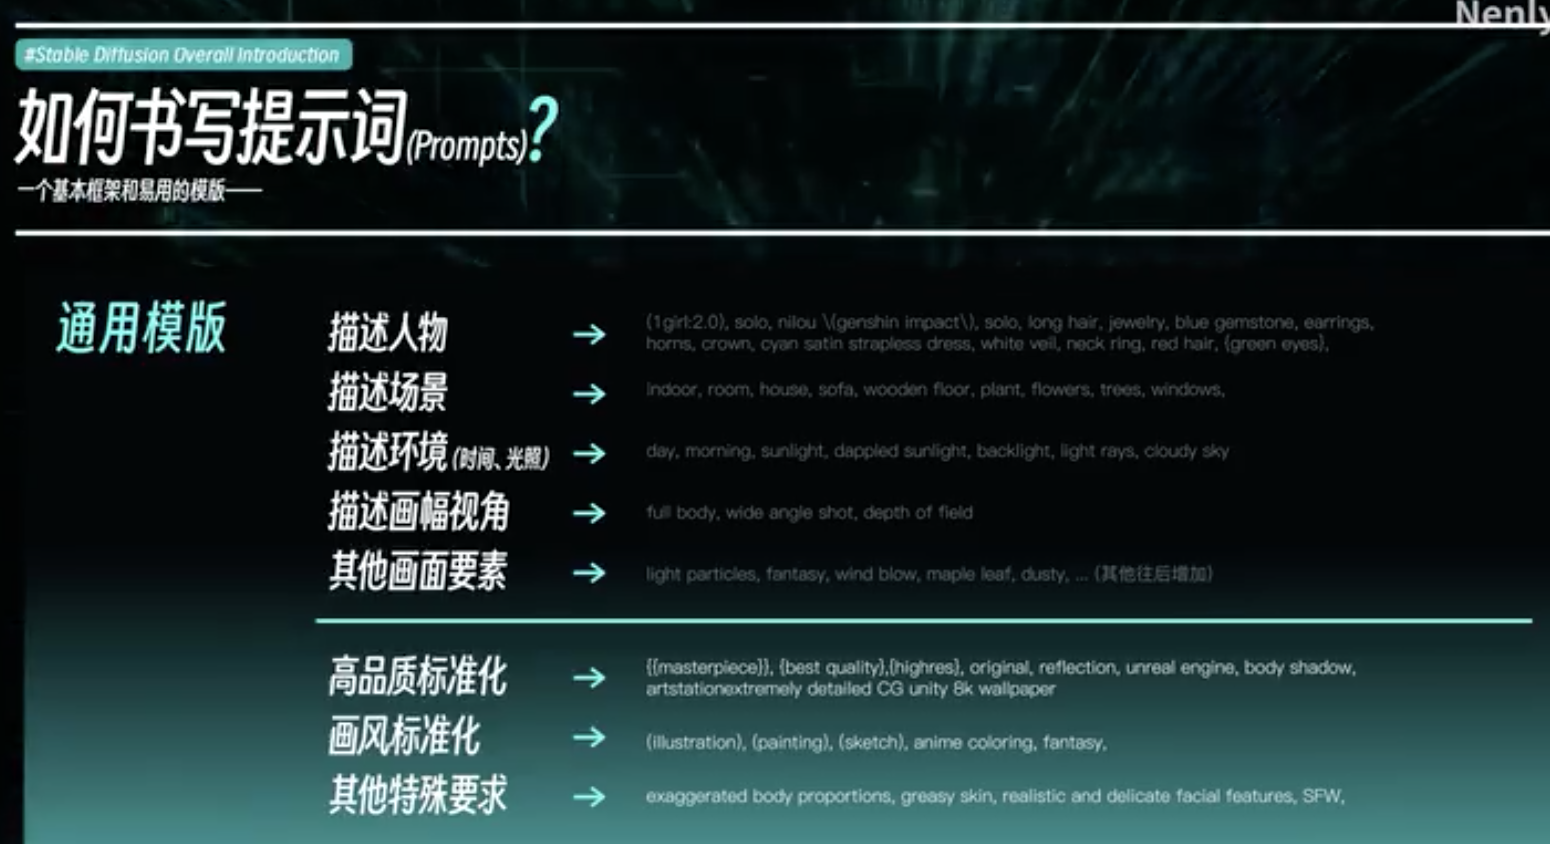 Nenly
#Stable Diffusion Overall Introduction
如何书写提示词(Prompts)?
一个基本框架和易用的模版——
通用模版
描述人物 → (1girl:2.0), solo, nilou \(genshin impact\), solo, long hair, jewelry, blue gemstone, earrings,
horns, crown, cyan satin strapless dress, white veil, neck ring, red hair, {green eyes},
描述场景 → indoor, room, house, sofa, wooden floor, plant, flowers, trees, windows,
描述环境 (时间、光照) → day, morning, sunlight, dappled sunlight, backlight, light rays, cloudy sky
描述画幅视角 → full body, wide angle shot, depth of field
其他画面要素 → light particles, fantasy, wind blow, maple leaf, dusty, ... (其他往后增加)
高品质标准化 → {{masterpiece}}, {best quality},{highres}, original, reflection, unreal engine, body shadow,
artstationextremely detailed CG unity 8k wallpaper
画风标准化 → (illustration), (painting), (sketch), anime coloring, fantasy,
其他特殊要求 → exaggerated body proportions, greasy skin, realistic and delicate facial features, SFW,